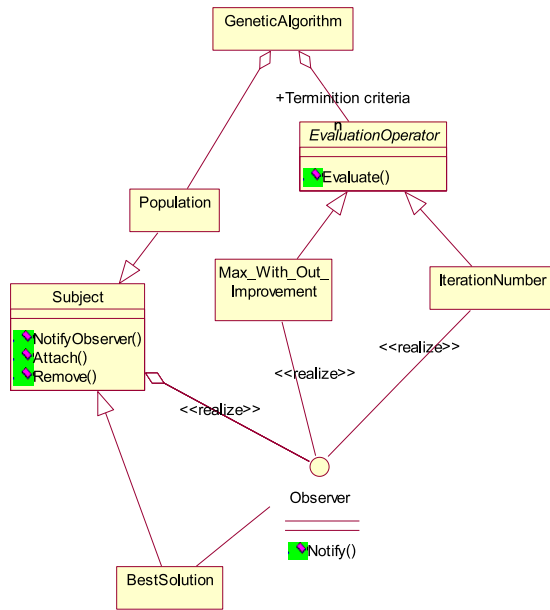 GeneticAlgorithm
+Terminition criteria
n
EvaluationOperator
Evaluate()
Population
Max_With_Out_
Improvement
IterationNumber
Subject
NotifyObserver()
Attach()
Remove()
<<realize>>
<<realize>>
<<realize>>
Observer
Notify()
BestSolution